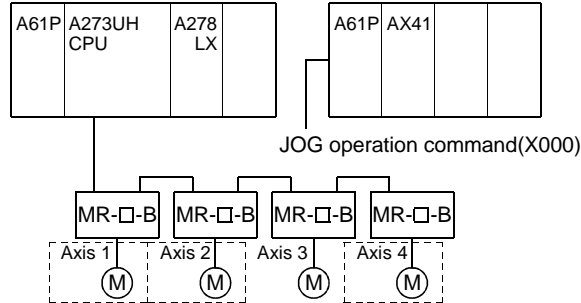 A61P A273UH CPU A278 LX
A61P AX41
JOG operation command(X000)
MR-□-B MR-□-B MR-□-B MR-□-B
Axis 1 Axis 2 Axis 3 Axis 4
M M M M